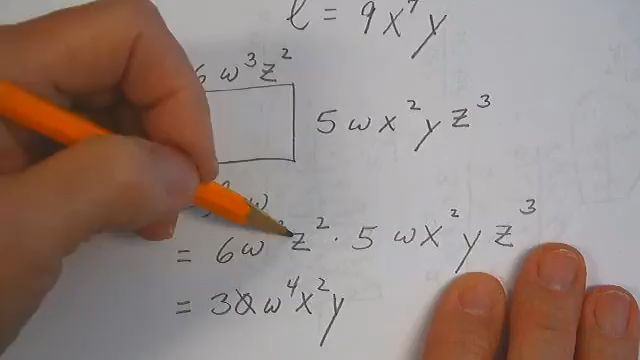 l = 9x⁷y
6w³z²
5wx²yz³
w
= 6w z² · 5wx²yz³
= 30w⁴x²y